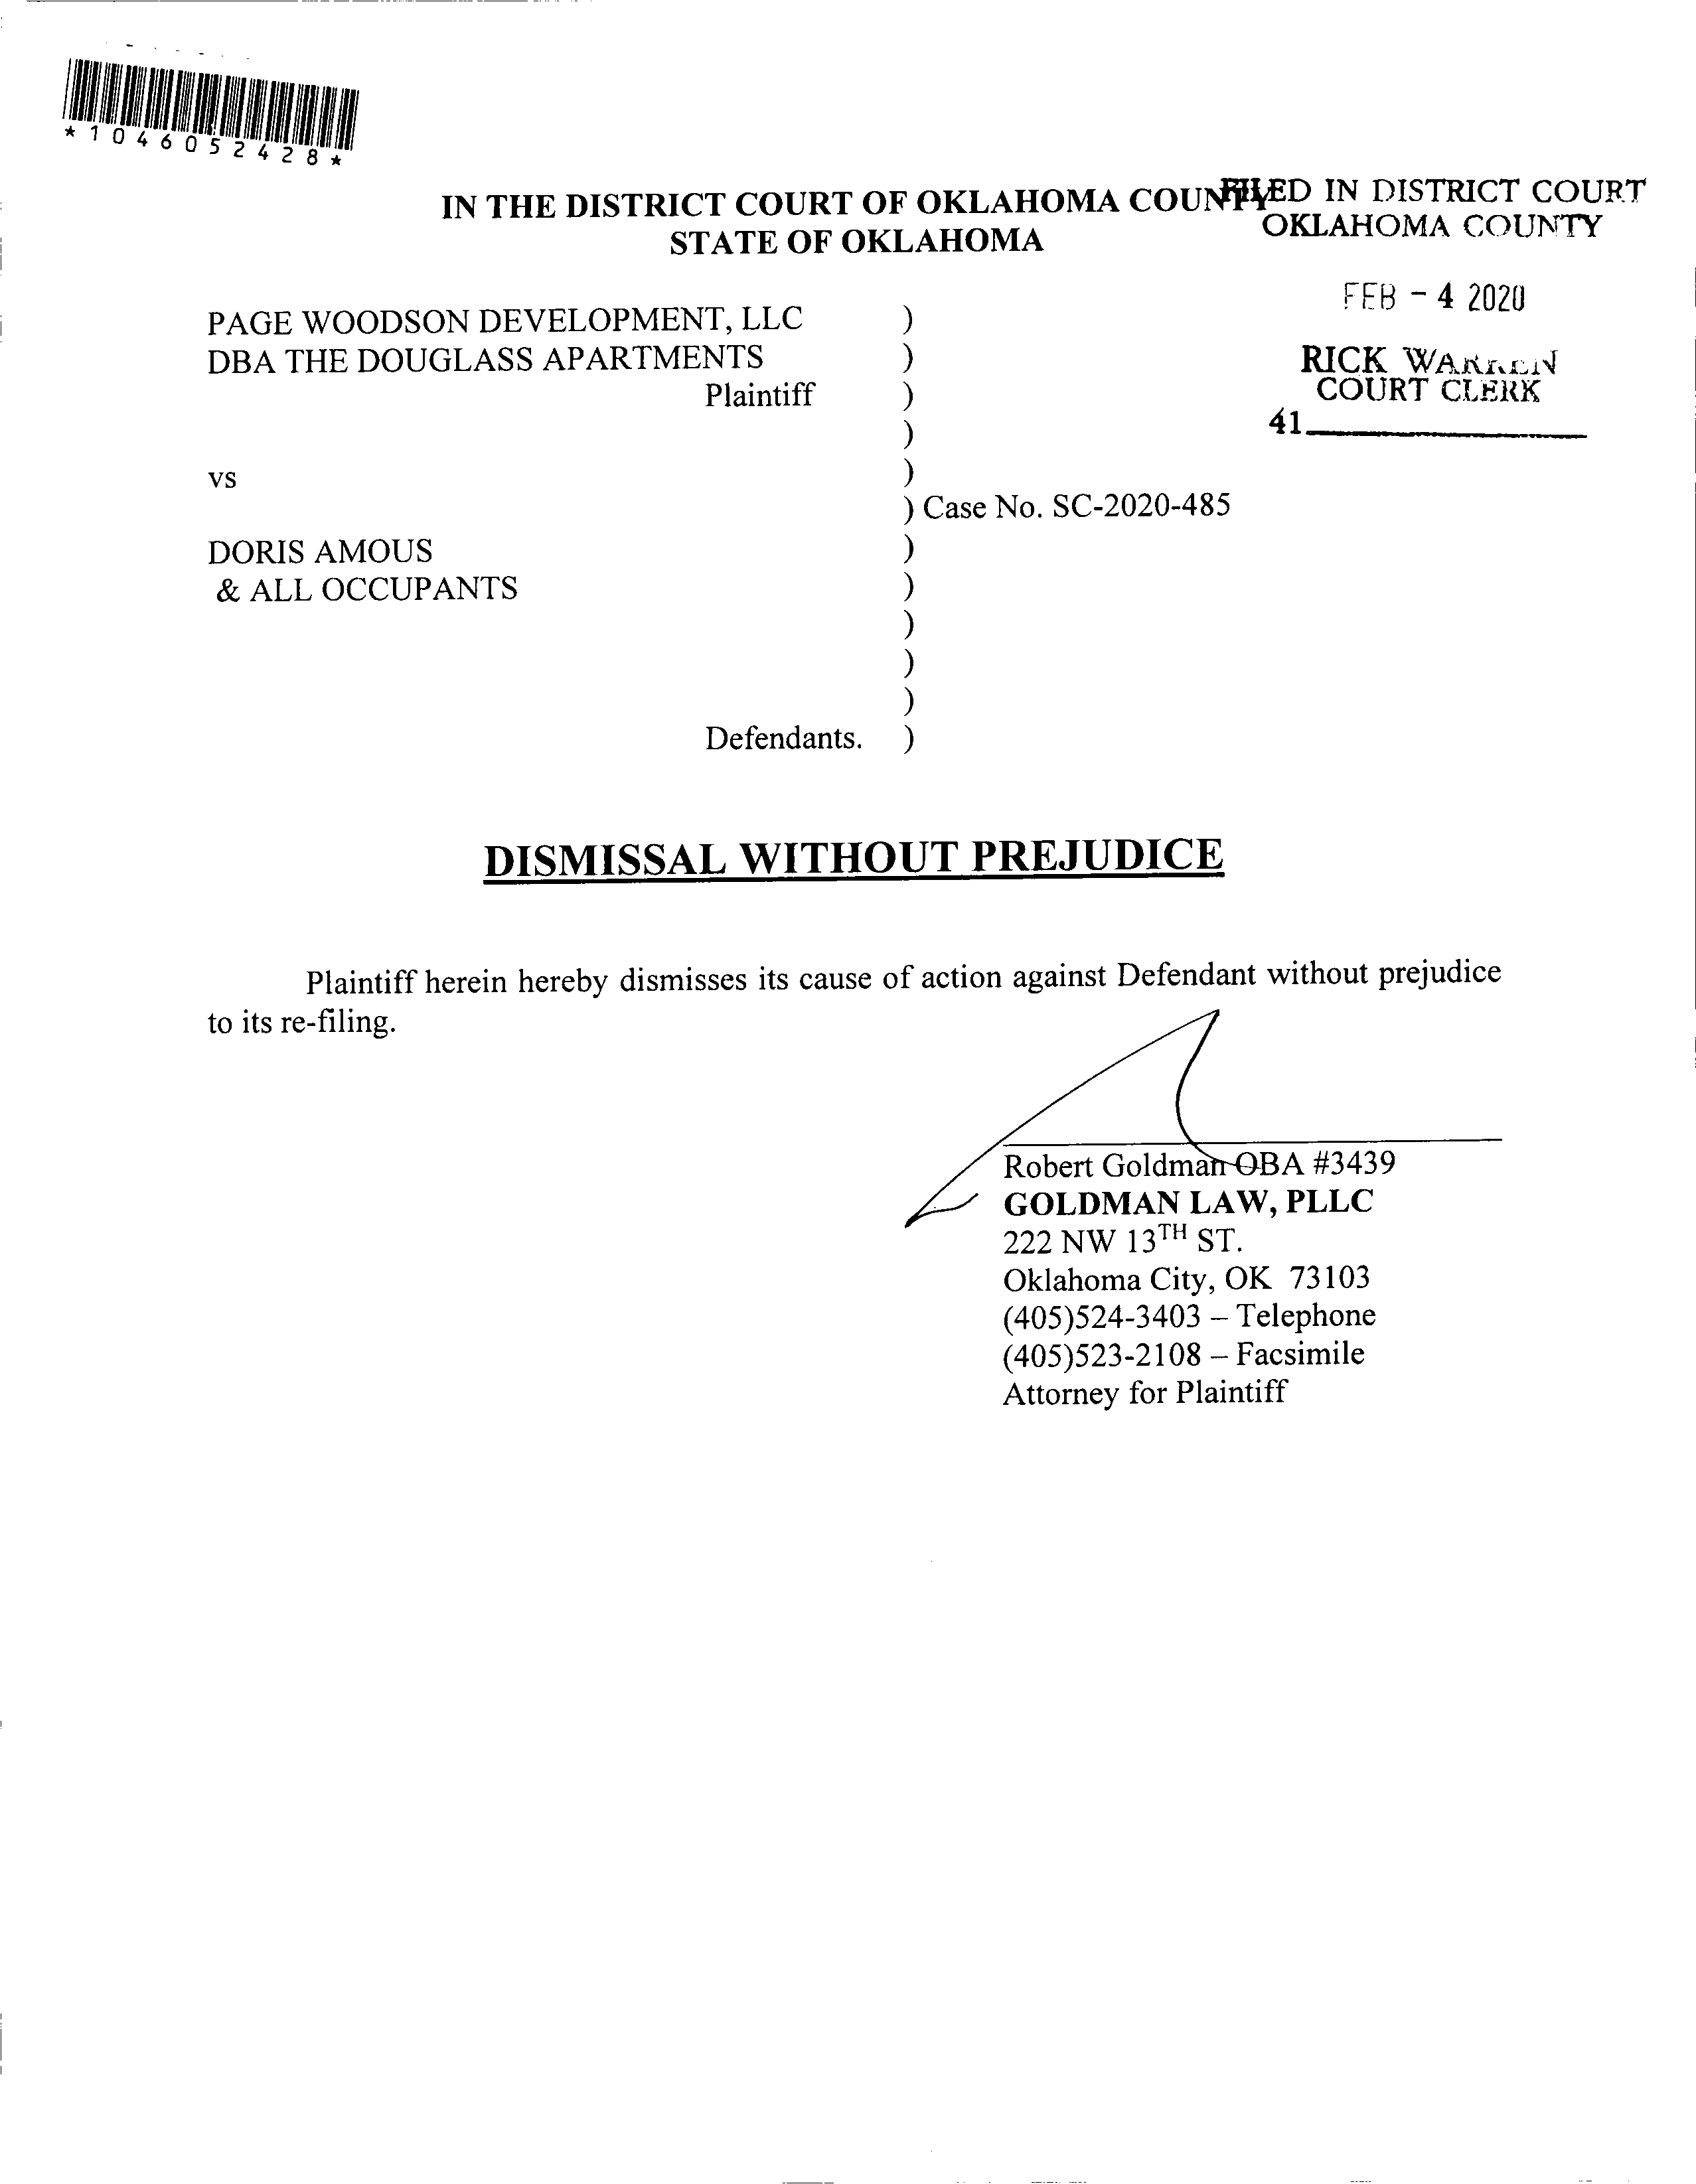 *1046052428*
IN THE DISTRICT COURT OF OKLAHOMA COUNTY
STATE OF OKLAHOMA
FILED IN DISTRICT COURT
OKLAHOMA COUNTY
FEB - 4 2020
RICK WARREN
COURT CLERK
41
PAGE WOODSON DEVELOPMENT, LLC )
DBA THE DOUGLASS APARTMENTS )
Plaintiff )
)
vs )
) Case No. SC-2020-485
DORIS AMOUS )
& ALL OCCUPANTS )
)
)
)
Defendants. )
DISMISSAL WITHOUT PREJUDICE
Plaintiff herein hereby dismisses its cause of action against Defendant without prejudice
to its re-filing.
Robert Goldman OBA #3439
GOLDMAN LAW, PLLC
222 NW 13TH ST.
Oklahoma City, OK 73103
(405)524-3403 – Telephone
(405)523-2108 – Facsimile
Attorney for Plaintiff